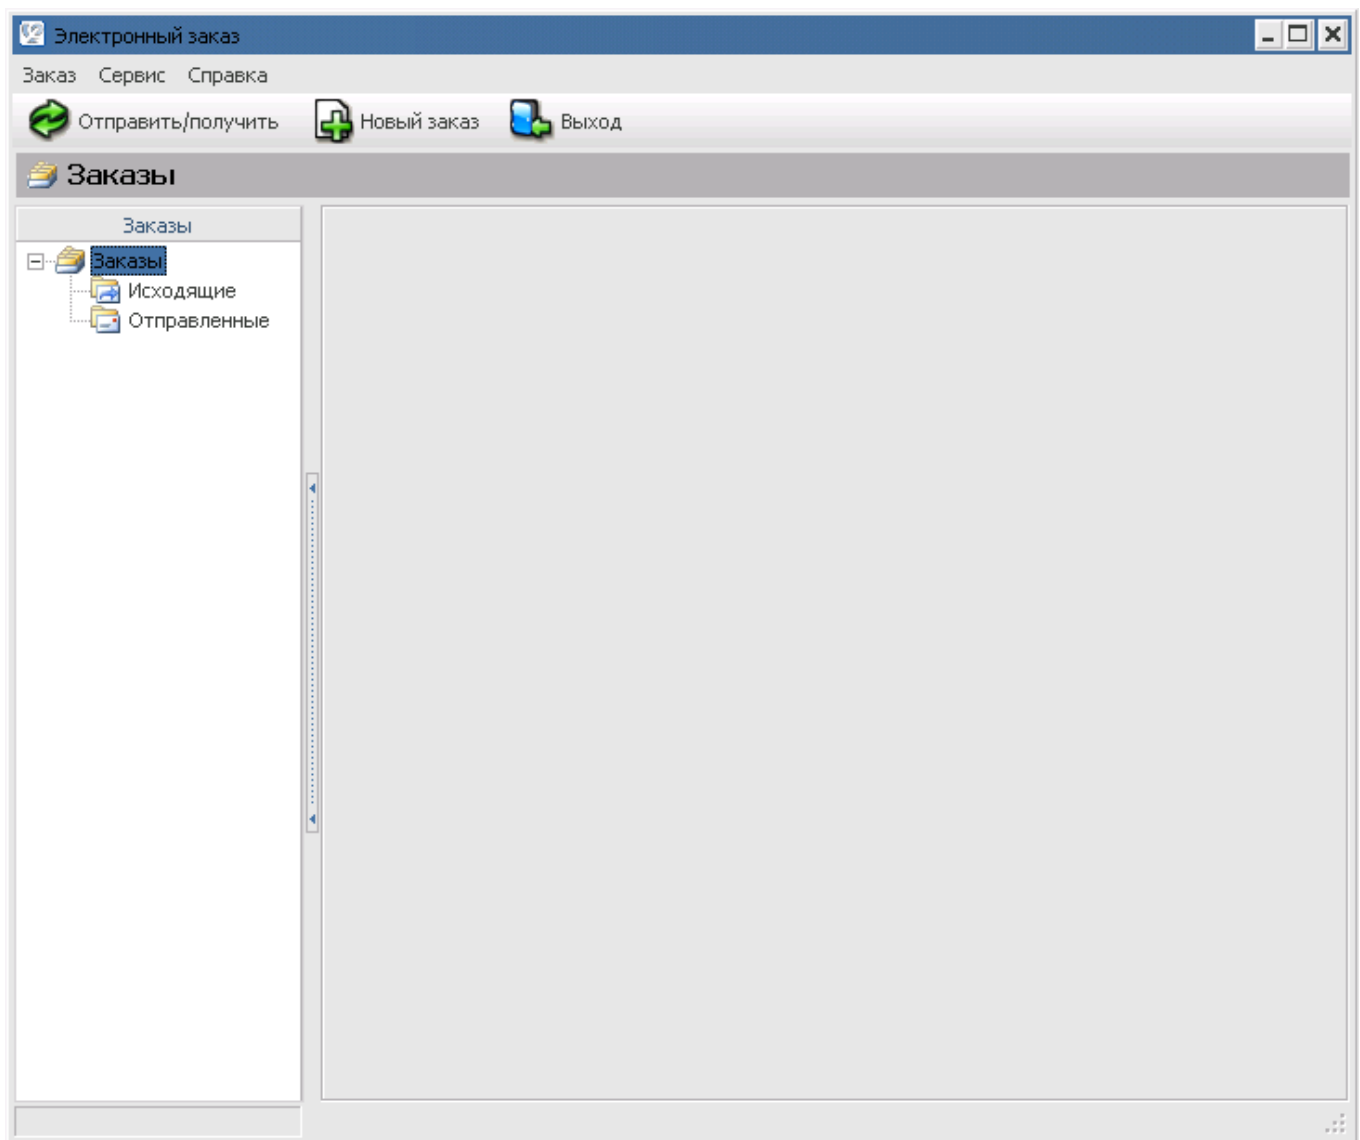 Электронный заказ
Заказ Сервис Справка
Отправить/получить Новый заказ Выход
Заказы
Заказы
Заказы
Исходящие
Отправленные